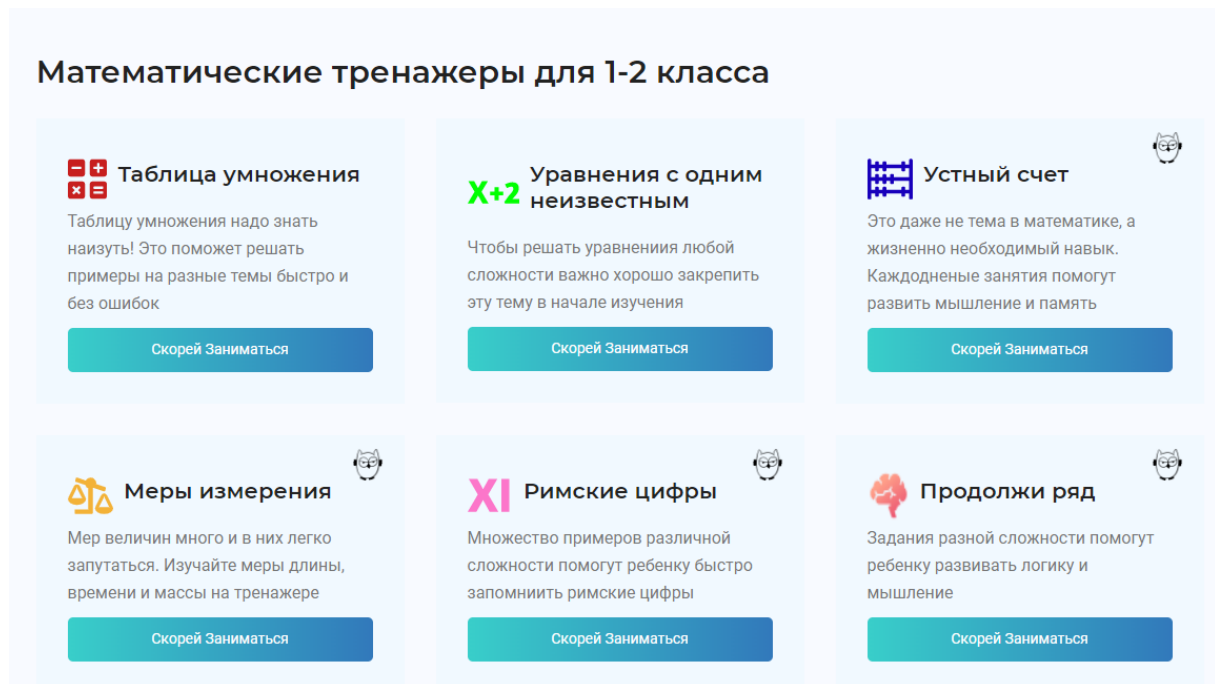 Математические тренажеры для 1-2 класса
Таблица умножения
Таблицу умножения надо знать
наизуть! Это поможет решать
примеры на разные темы быстро и
без ошибок
Скорей Заниматься
X+2
Уравнения с одним
неизвестным
Чтобы решать уравнениия любой
сложности важно хорошо закрепить
эту тему в начале изучения
Скорей Заниматься
Устный счет
Это даже не тема в математике, а
жизненно необходимый навык.
Каждодненые занятия помогут
развить мышление и память
Скорей Заниматься
Меры измерения
Мер величин много и в них легко
запутаться. Изучайте меры длины,
времени и массы на тренажере
Скорей Заниматься
XI Римские цифры
Множество примеров различной
сложности помогут ребенку быстро
запомниить римские цифры
Скорей Заниматься
Продолжи ряд
Задания разной сложности помогут
ребенку развивать логику и
мышление
Скорей Заниматься